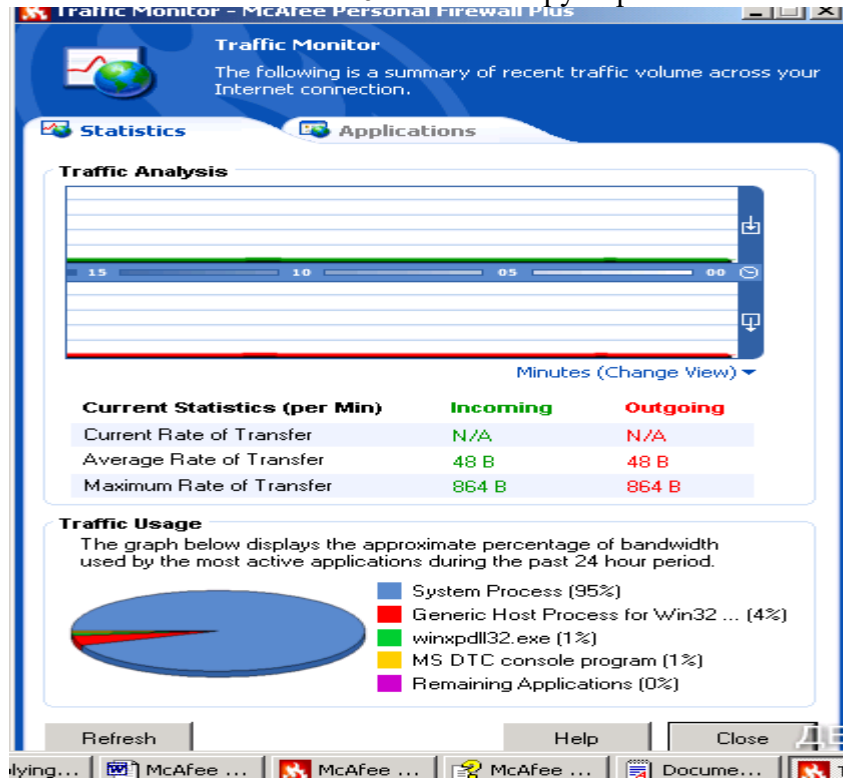 Traffic Monitor - McAfee Personal Firewall Plus
Traffic Monitor
The following is a summary of recent traffic volume across your
Internet connection.
Statistics Applications
Traffic Analysis
15 10 05 00
Minutes (Change View)
Current Statistics (per Min) Incoming Outgoing
Current Rate of Transfer N/A N/A
Average Rate of Transfer 48 B 48 B
Maximum Rate of Transfer 864 B 864 B
Traffic Usage
The graph below displays the approximate percentage of bandwidth
used by the most active applications during the past 24 hour period.
System Process (95%)
Generic Host Process for Win32 ... (4%)
winxpdll32.exe (1%)
MS DTC console program (1%)
Remaining Applications (0%)
Refresh Help Close
lying... McAfee ... McAfee ... McAfee ... Docume... T